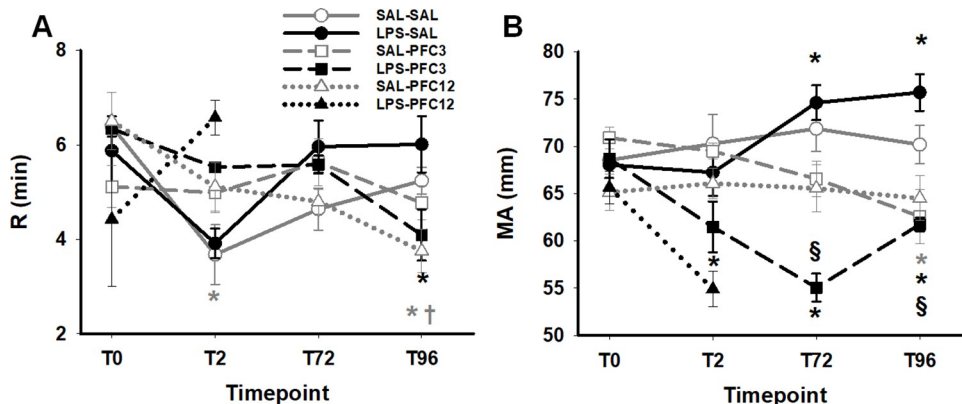 A
R (min)
8
6
4
2
T0 T2 T72 T96
Timepoint
*
*
* †
SAL-SAL
LPS-SAL
SAL-PFC3
LPS-PFC3
SAL-PFC12
LPS-PFC12
B
MA (mm)
80
75
70
65
60
55
50
T0 T2 T72 T96
Timepoint
* *
*
§
*
*
*
§